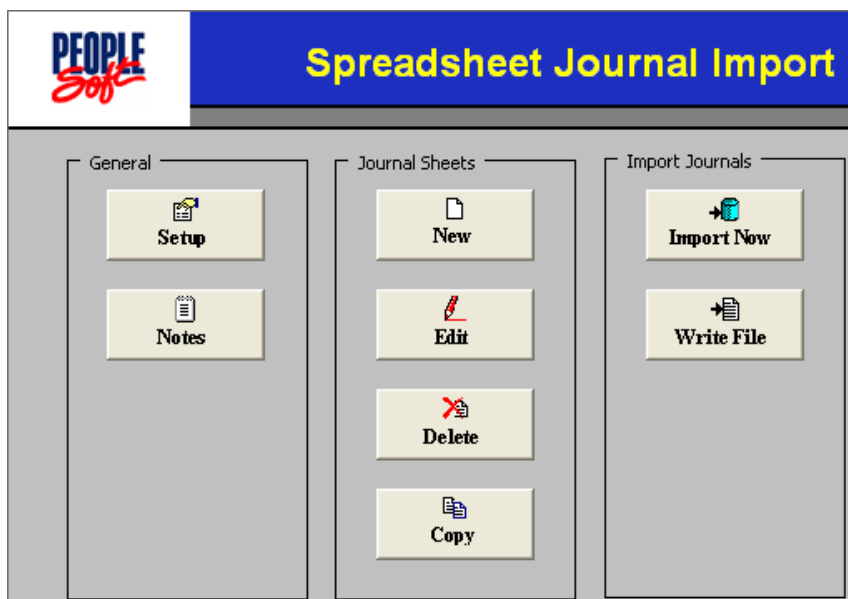 PEOPLE
Soft
Spreadsheet Journal Import
General
Setup
Notes
Journal Sheets
New
Edit
Delete
Copy
Import Journals
Import Now
Write File